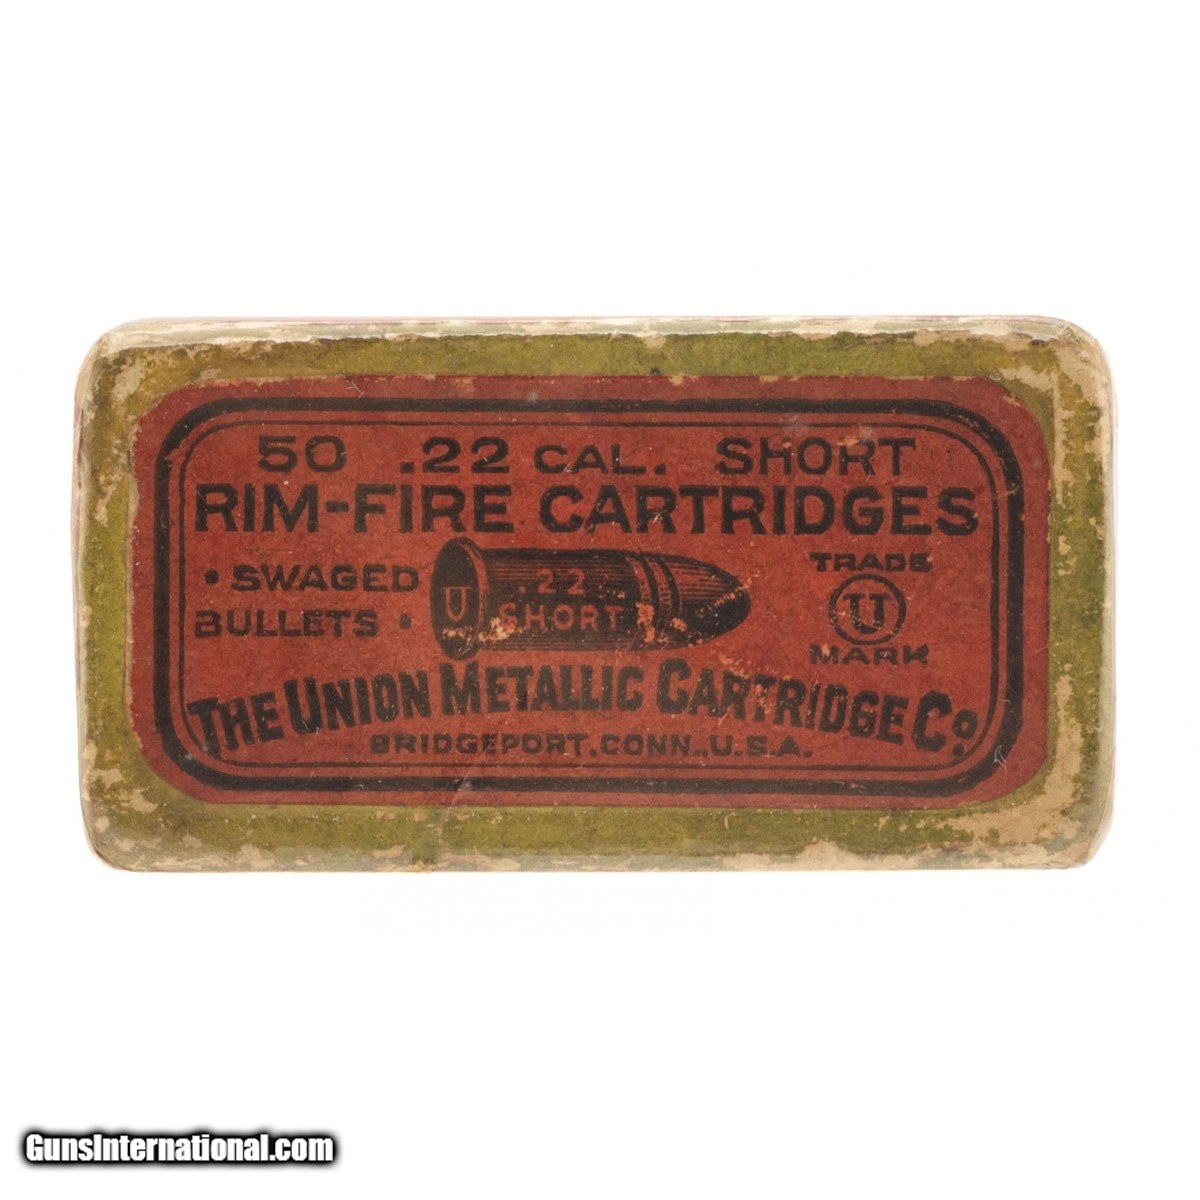 50 .22 CAL. SHORT
RIM-FIRE CARTRIDGES
• SWAGED
BULLETS •
U
.22
SHORT
TRADE
U
MARK
THE UNION METALLIC CARTRIDGE Co.
BRIDGEPORT. CONN., U.S.A.
GunsInternational.com